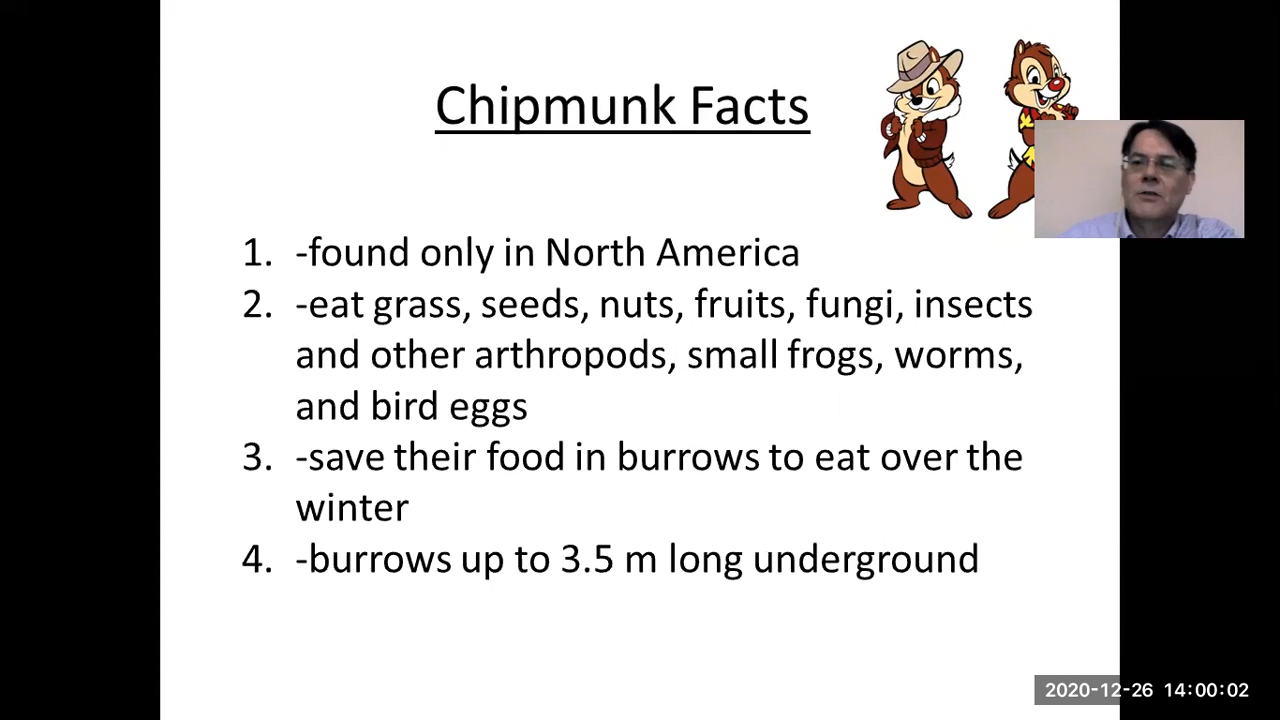 Chipmunk Facts
1. -found only in North America
2. -eat grass, seeds, nuts, fruits, fungi, insects
and other arthropods, small frogs, worms,
and bird eggs
3. -save their food in burrows to eat over the
winter
4. -burrows up to 3.5 m long underground
2020-12-26 14:00:02